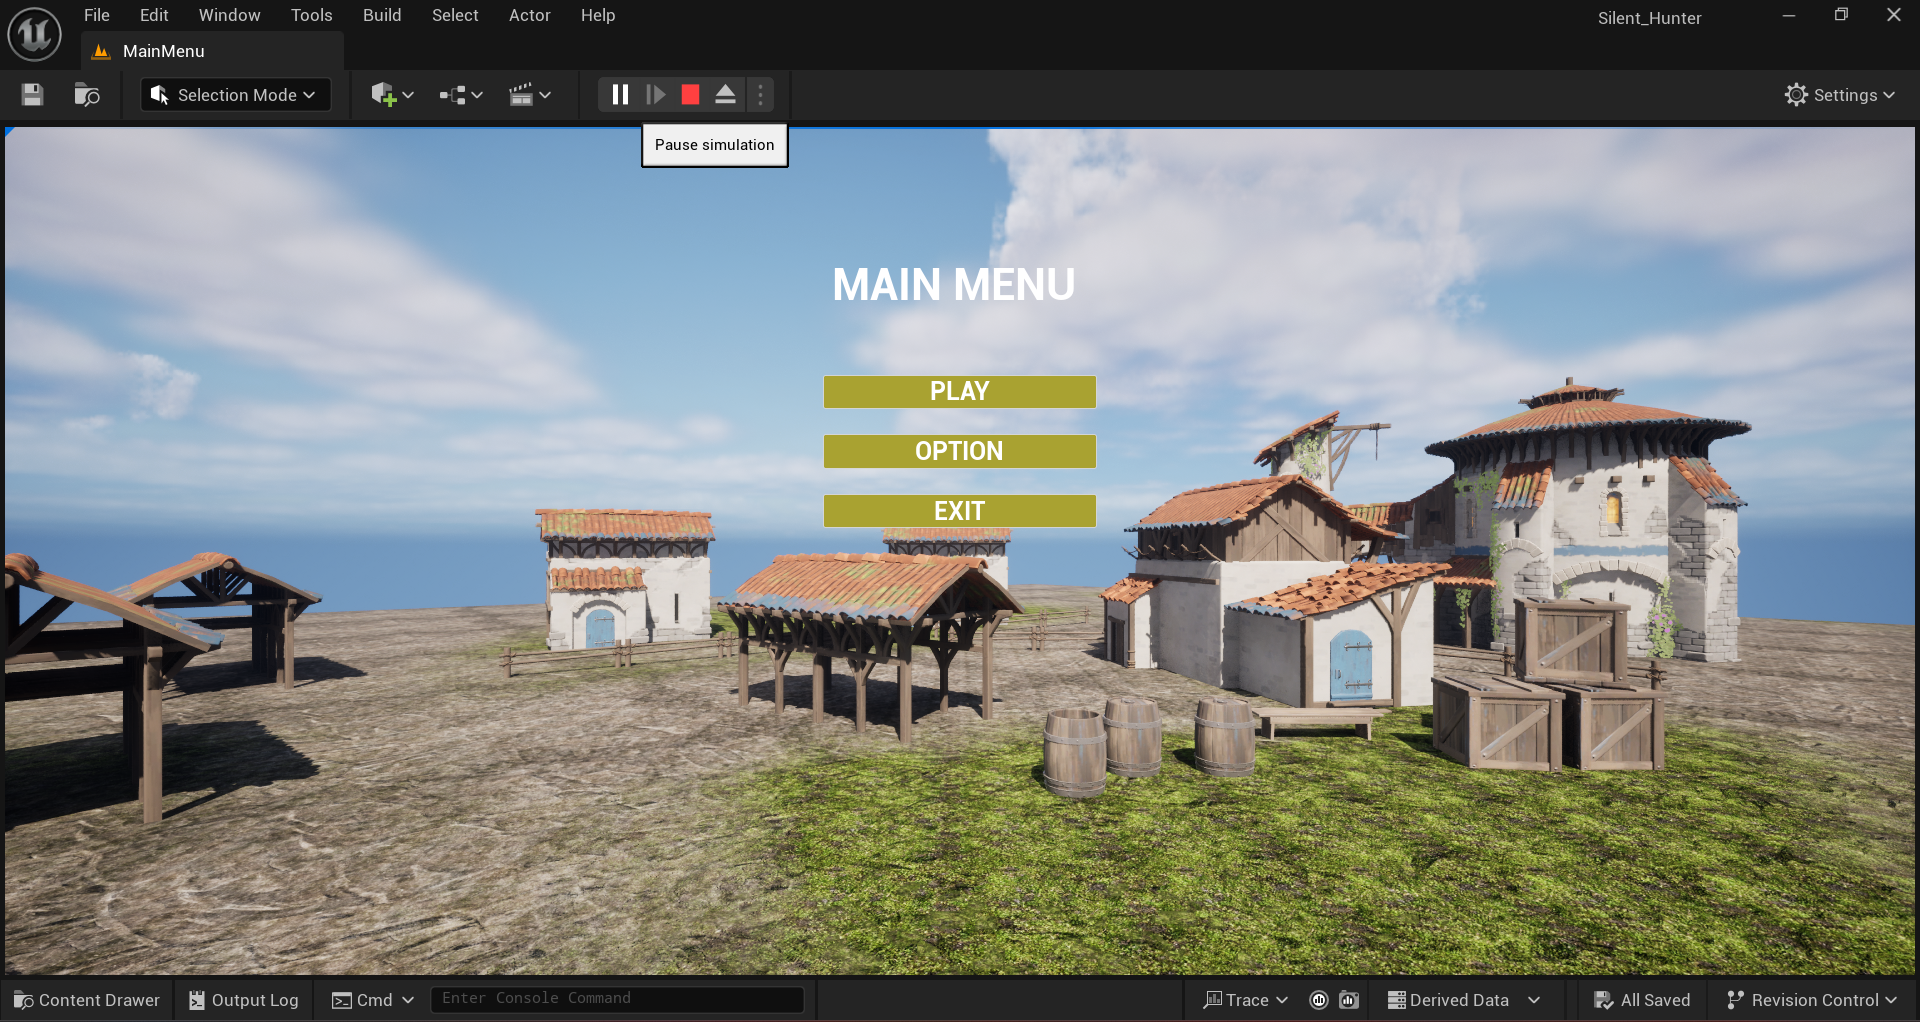 File Edit Window Tools Build Select Actor Help
Silent_Hunter
MainMenu
Selection Mode
Settings
Pause simulation
MAIN MENU
PLAY
OPTION
EXIT
Content Drawer Output Log Cmd Enter Console Command Trace Derived Data All Saved Revision Control